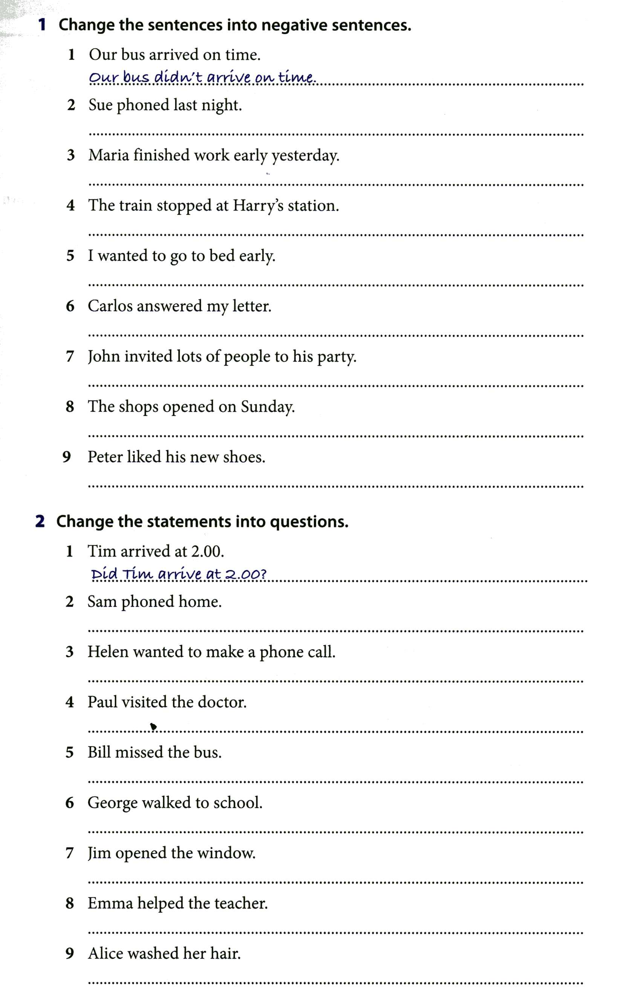 1 Change the sentences into negative sentences.
1 Our bus arrived on time.
Our bus didn't arrive on time.
2 Sue phoned last night.
3 Maria finished work early yesterday.
4 The train stopped at Harry's station.
5 I wanted to go to bed early.
6 Carlos answered my letter.
7 John invited lots of people to his party.
8 The shops opened on Sunday.
9 Peter liked his new shoes.
2 Change the statements into questions.
1 Tim arrived at 2.00.
Did Tim arrive at 2.00?
2 Sam phoned home.
3 Helen wanted to make a phone call.
4 Paul visited the doctor.
5 Bill missed the bus.
6 George walked to school.
7 Jim opened the window.
8 Emma helped the teacher.
9 Alice washed her hair.